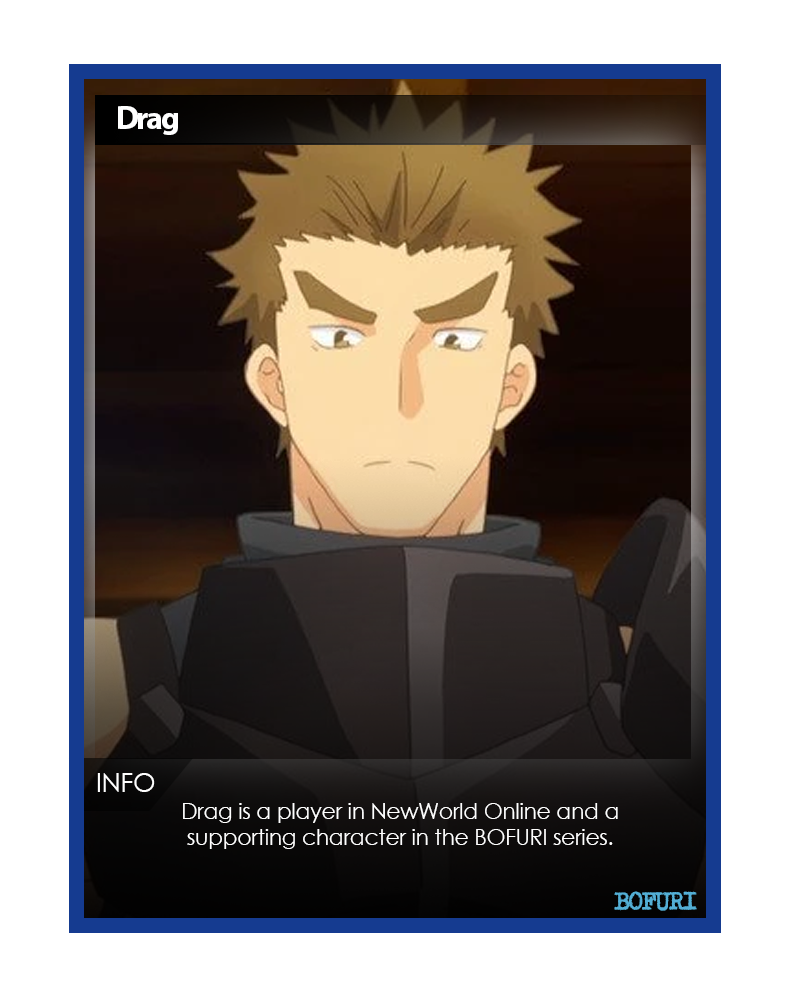 Drag
INFO
Drag is a player in NewWorld Online and a
supporting character in the BOFURI series.
BOFURI